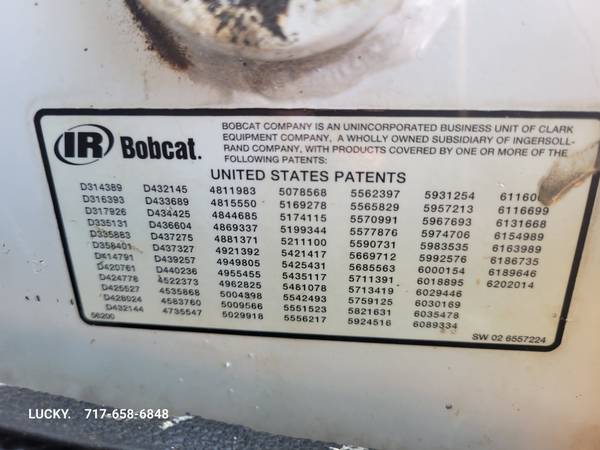 IR Bobcat.
BOBCAT COMPANY IS AN UNINCORPORATED BUSINESS UNIT OF CLARK
EQUIPMENT COMPANY, A WHOLLY OWNED SUBSIDIARY OF INGERSOLL-
RAND COMPANY, WITH PRODUCTS COVERED BY ONE OR MORE OF THE
FOLLOWING PATENTS:
UNITED STATES PATENTS
D314389 D432145 4811983 5078568 5562397 5931254
D316393 D433689 4815550 5169278 5565829 5957213 6116699
D317926 D434425 4844685 5174115 5570991 5967693 6131668
D335131 D436604 4869337 5199344 5577876 5974706 6154989
D335883 D437275 4881371 5211100 5590731 5983535 6163989
D358401 D437327 4921392 5421417 5669712 5992576 6186735
D414791 D439257 4949805 5425431 5685563 6000154 6189646
D420761 D440236 4955455 5435117 5711391 6018895 6202014
D424778 4522373 4962825 5461078 5713419 6029446
D425527 4535868 5004398 5542493 5759125 6030169
D428024 4583760 5009566 5551523 5821631 6035478
D432144 4735547 5029918 5556217 5924516 6089334
56200
SW 02 6557224
LUCKY. 717-658-6848